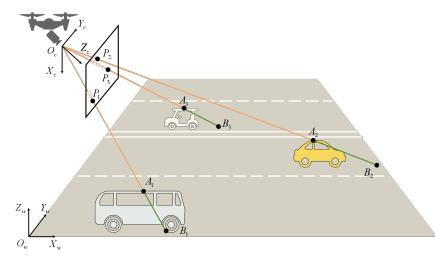 Y_c
O_c
Z_c
X_c
P_2
P_3
P_1
A_3
B_3
A_2
B_2
A_1
B_1
Z_w
Y_w
O_w
X_w